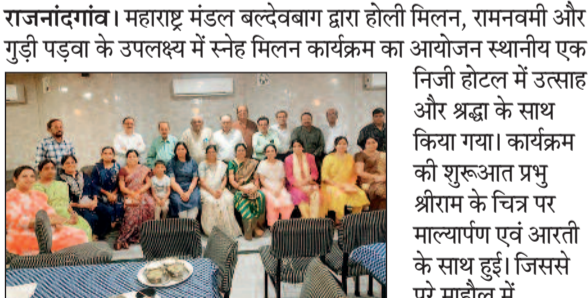 राजनांदगांव। महाराष्ट्र मंडल बल्देवबाग द्वारा होली मिलन, रामनवमी और
गुड़ी पड़वा के उपलक्ष्य में स्नेह मिलन कार्यक्रम का आयोजन स्थानीय एक
निजी होटल में उत्साह
और श्रद्धा के साथ
किया गया। कार्यक्रम
की शुरूआत प्रभु
श्रीराम के चित्र पर
माल्यार्पण एवं आरती
के साथ हुई। जिससे
पूरे माहौल में